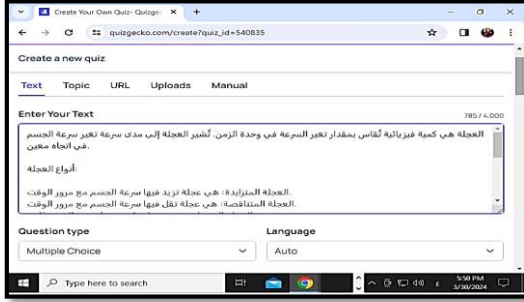 Create Your Own Quiz- Quizge
quizgecko.com/create?quiz_id=540835
Create a new quiz
Text Topic URL Uploads Manual
Enter Your Text 785/4.000
العجلة هي كمية فيزيائية تُقاس بمقدار تغير السرعة في وحدة الزمن. تُشير العجلة إلى مدى سرعة تغير سرعة الجسم
في اتجاه معين.
أنواع العجلة:
العجلة المتزايدة: هي عجلة تزيد فيها سرعة الجسم مع مرور الوقت.
العجلة المتناقصة: هي عجلة تقل فيها سرعة الجسم مع مرور الوقت.
Question type Language
Multiple Choice Auto
Type here to search
5:50 PM
3/30/2024